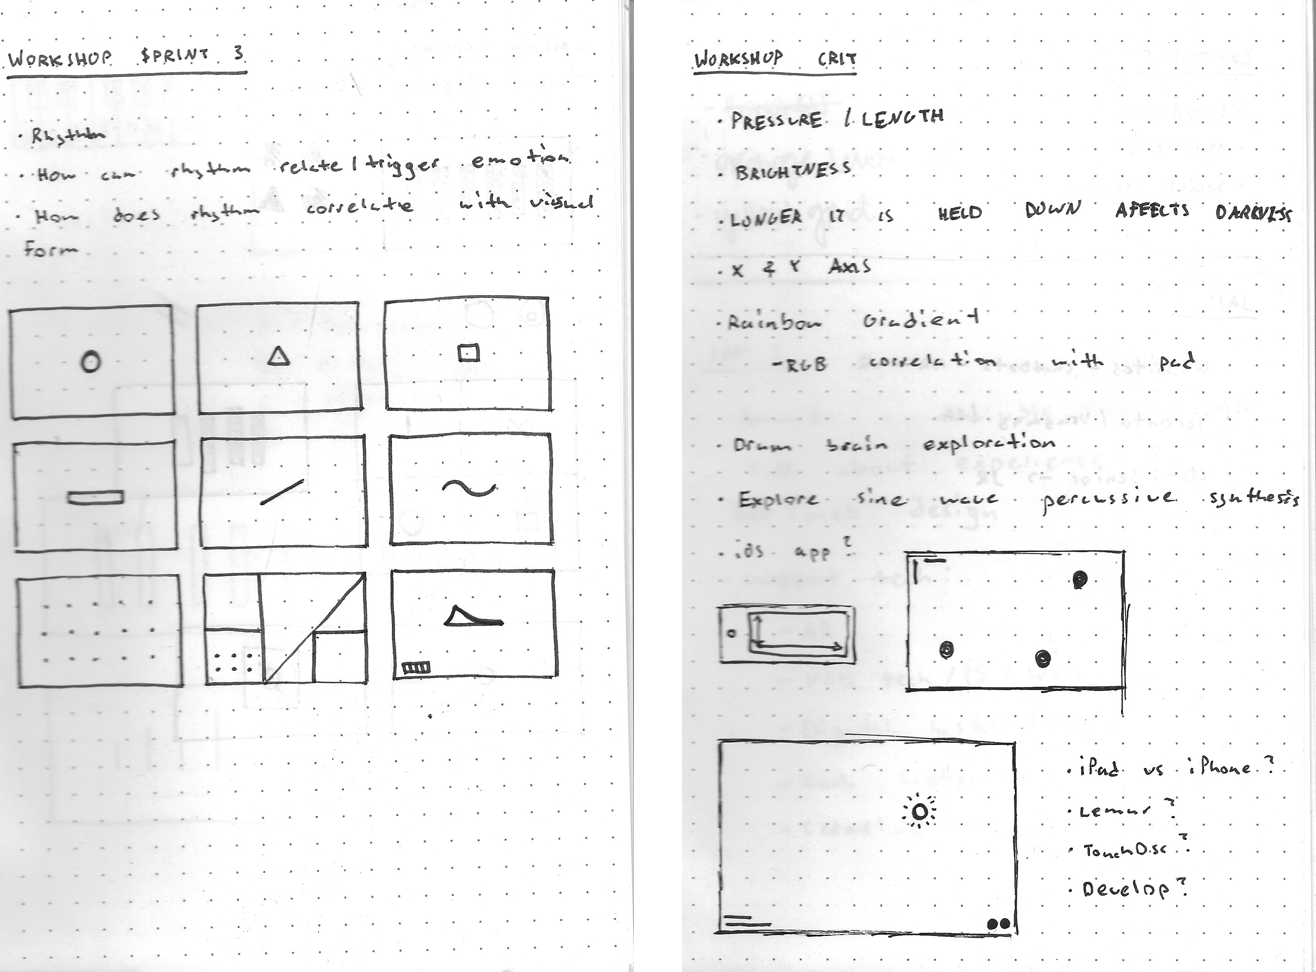 WORKSHOP SPRINT 3
· Rhythm
· How can rhythm relate/trigger emotion
· How does rhythm correlate with visual
Form
WORKSHOP CRIT
· PRESSURE / LENGTH
· BRIGHTNESS
· LONGER IT IS HELD DOWN AFFECTS DARKNESS
· X & Y AXIS
· Rainbow Gradient
- RGB correlation with pad
· Drum brain exploration
· Explore sine wave percussive synthesis
· ios app?
· iPad vs iPhone?
· Lemur?
· TouchOSC?
· Develop?